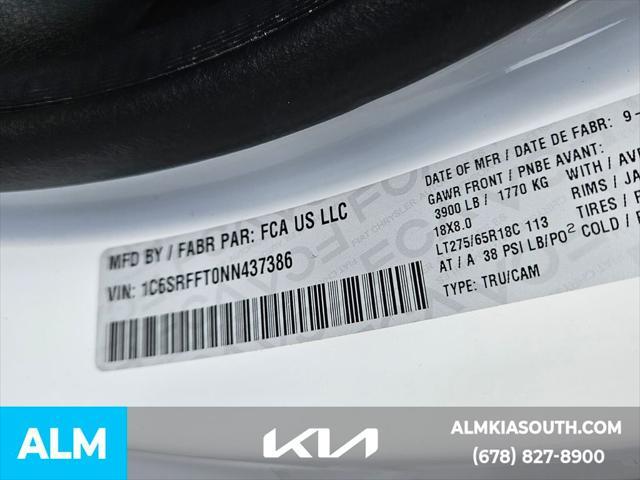 MFD BY / FABR PAR: FCA US LLC
VIN: 1C6SRFFT0NN437386
DATE OF MFR / DATE DE FABR: 9-
GAWR FRONT / PNBE AVANT:
3900 LB / 1770 KG WITH / AVE
18X8.0 RIMS / JA
LT275/65R18C 113 TIRES /
AT / A 38 PSI LB/PO² COLD /
TYPE: TRU/CAM
ALM
KIA
ALMKIASOUTH.COM
(678) 827-8900